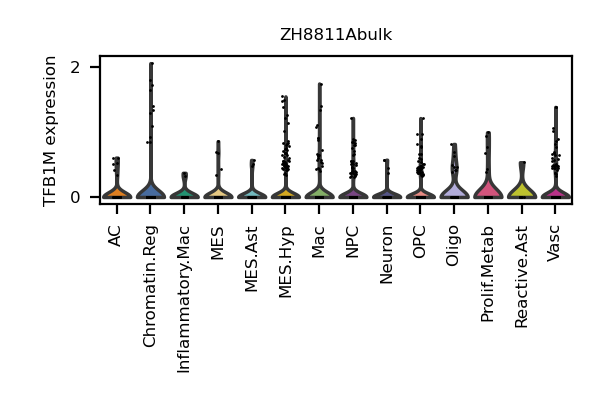 ZH8811Abulk
TFB1M expression
2
0
AC
Chromatin.Reg
Inflammatory.Mac
MES
MES.Ast
MES.Hyp
Mac
NPC
Neuron
OPC
Oligo
Prolif.Metab
Reactive.Ast
Vasc